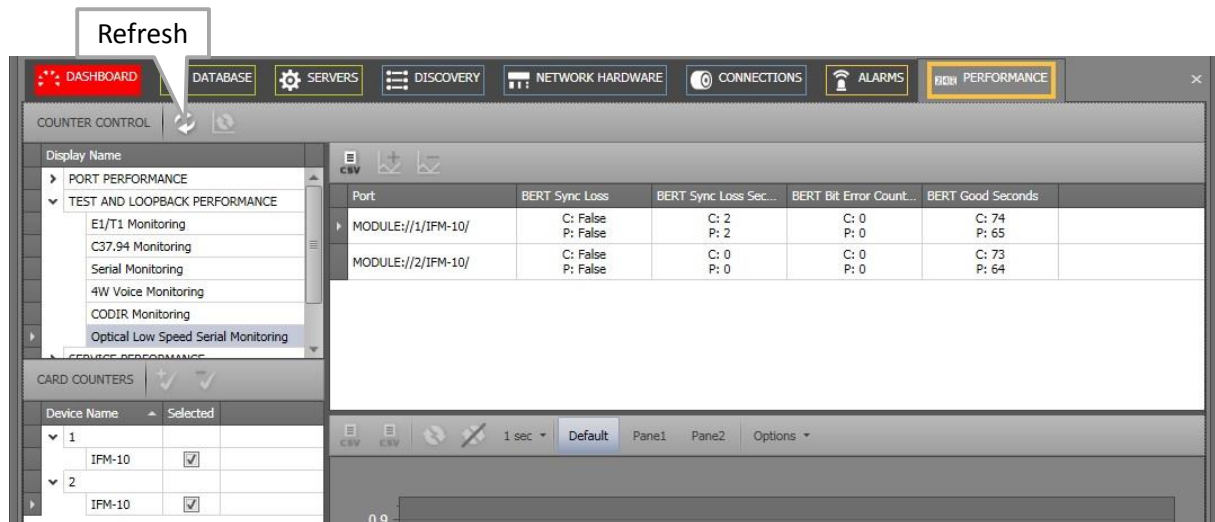 Refresh
DASHBOARD DATABASE SERVERS DISCOVERY NETWORK HARDWARE CONNECTIONS ALARMS PERFORMANCE
COUNTER CONTROL
Display Name
PORT PERFORMANCE
TEST AND LOOPBACK PERFORMANCE
E1/T1 Monitoring
C37.94 Monitoring
Serial Monitoring
4W Voice Monitoring
CODIR Monitoring
Optical Low Speed Serial Monitoring
SERVICE PERFORMANCE
CARD COUNTERS
Device Name Selected
1
IFM-10
2
IFM-10
CSV
Port BERT Sync Loss BERT Sync Loss Sec... BERT Bit Error Count... BERT Good Seconds
MODULE://1/IFM-10/ C: False C: 2 C: 0 C: 74
P: False P: 2 P: 0 P: 65
MODULE://2/IFM-10/ C: False C: 0 C: 0 C: 73
P: False P: 0 P: 0 P: 64
CSV CSV 1 sec Default Pane1 Pane2 Options
0.9